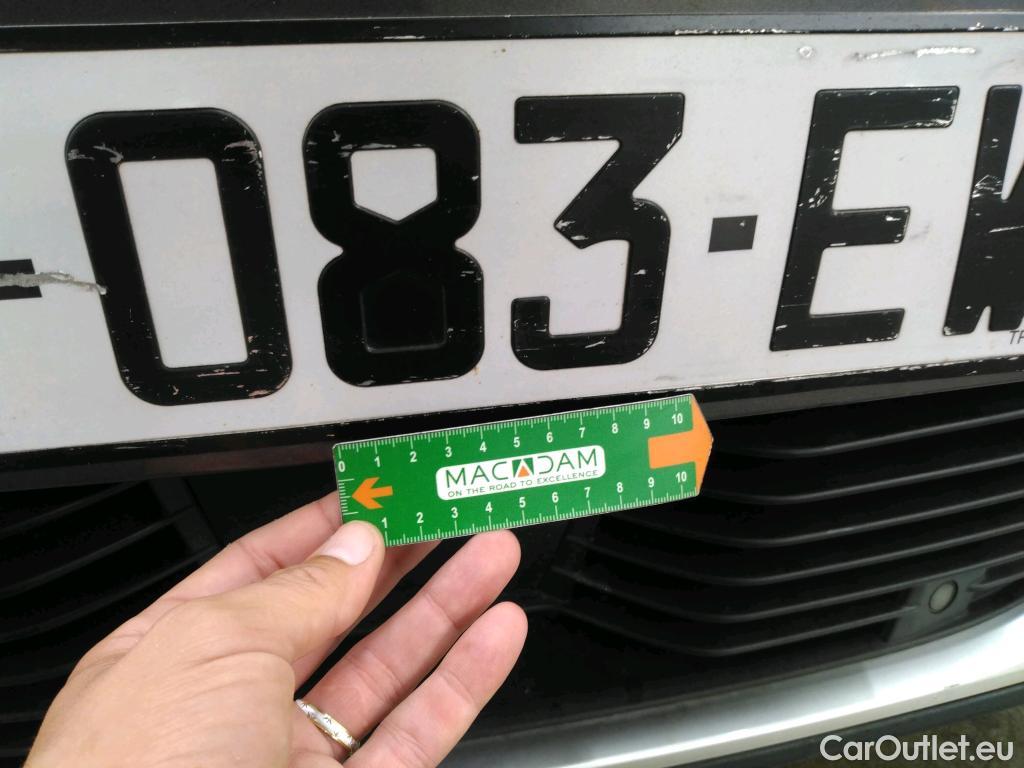 -083-EW
0 1 2 3 4 5 6 7 8 9 10
MACADAM
ON THE ROAD TO EXCELLENCE
1 2 3 4 5 6 7 8 9 10
CarOutlet.eu